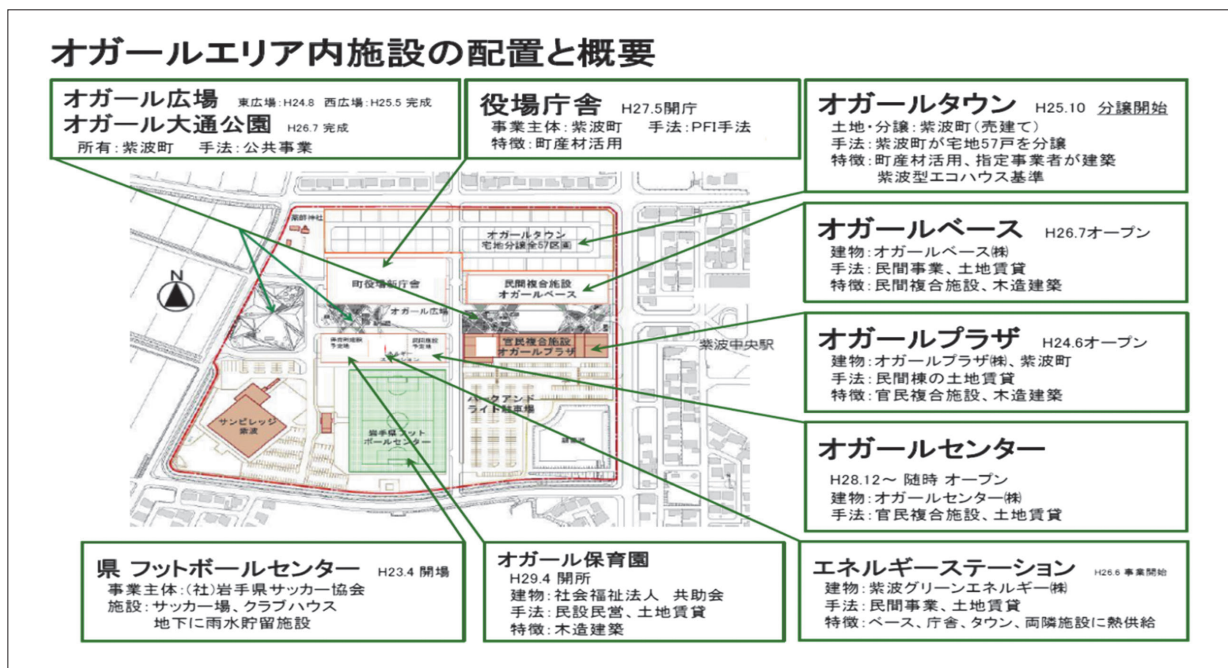 オガールエリア内施設の配置と概要
オガール広場 東広場:H24.8 西広場:H25.5 完成
オガール大通公園 H26.7 完成
所有:紫波町 手法:公共事業
役場庁舎 H27.5開庁
事業主体:紫波町 手法:PFI手法
特徴:町産材活用
オガールタウン H25.10 分譲開始
土地・分譲:紫波町(売建て)
手法:紫波町が宅地57戸を分譲
特徴:町産材活用、指定事業者が建築
紫波型エコハウス基準
オガールベース H26.7オープン
建物:オガールベース㈱
手法:民間事業、土地賃貸
特徴:民間複合施設、木造建築
オガールプラザ H24.6オープン
建物:オガールプラザ㈱、紫波町
手法:民間棟の土地賃貸
特徴:官民複合施設、木造建築
オガールセンター
H28.12～ 随時 オープン
建物:オガールセンター㈱
手法:官民複合施設、土地賃貸
エネルギーステーション H26.6 事業開始
建物:紫波グリーンエネルギー㈱
手法:民間事業、土地賃貸
特徴:ベース、庁舎、タウン、両隣施設に熱供給
オガール保育園
H29.4 開所
建物:社会福祉法人 共助会
手法:民設民営、土地賃貸
特徴:木造建築
県 フットボールセンター H23.4 開場
事業主体:(社)岩手県サッカー協会
施設:サッカー場、クラブハウス
地下に雨水貯留施設
N
オガールタウン
宅地分譲全57区画
町役場新庁舎
民間複合施設
オガールベース
オガール広場
官民複合施設
オガールプラザ
紫波中央駅
エネルギー
ステーション
パークアンド
ライド駐車場
サンビレッジ
紫波
岩手県フット
ボールセンター